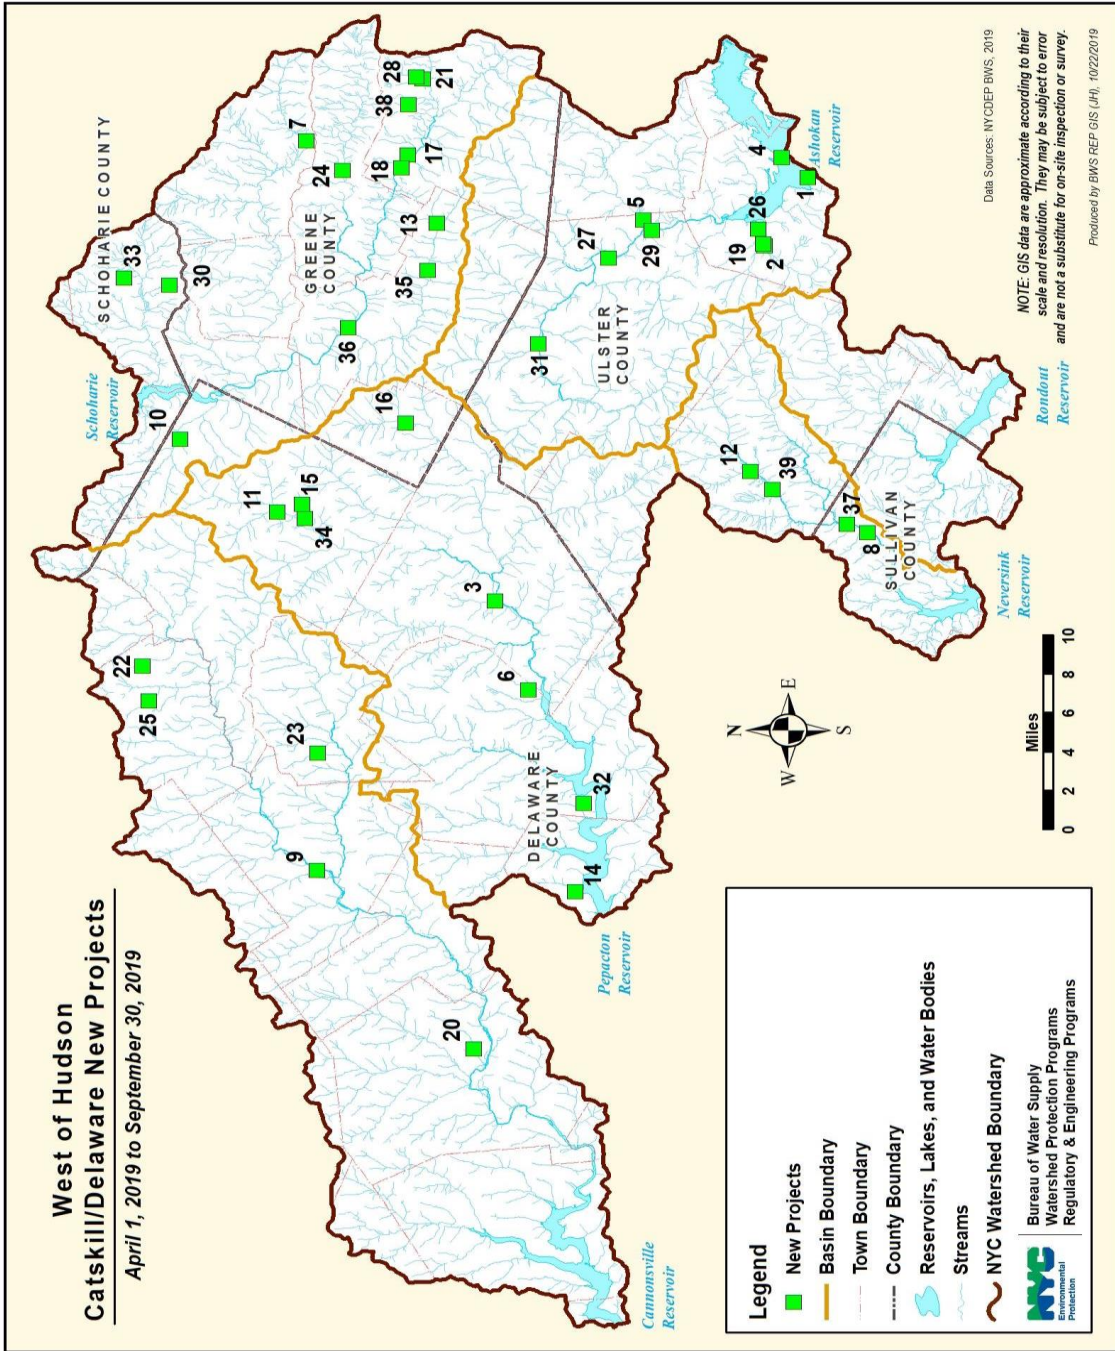 West of Hudson
Catskill/Delaware New Projects
April 1, 2019 to September 30, 2019
SCHOHARIE COUNTY
33
30
Schoharie
Reservoir
10
7
24
GREENE
COUNTY
28
21
38
18
17
13
35
36
16
11
15
34
22
25
23
9
20
3
6
DELAWARE
COUNTY
32
14
Pepacton
Reservoir
Cannonsville
Reservoir
31
27
5
29
ULSTER
COUNTY
19
26
2
4
1
Ashokan
Reservoir
12
39
37
8
SULLIVAN
COUNTY
Neversink
Reservoir
Rondout
Reservoir
N
W
E
S
Miles
0
2
4
6
8
10
Legend
New Projects
Basin Boundary
Town Boundary
County Boundary
Reservoirs, Lakes, and Water Bodies
Streams
NYC Watershed Boundary
NYC
Environmental
Protection
Bureau of Water Supply
Watershed Protection Programs
Regulatory & Engineering Programs
Data Sources: NYCDEP BWS, 2019
NOTE: GIS data are approximate according to their
scale and resolution. They may be subject to error
and are not a substitute for on-site inspection or survey.
Produced by BWS REP GIS (JH), 10/22/2019